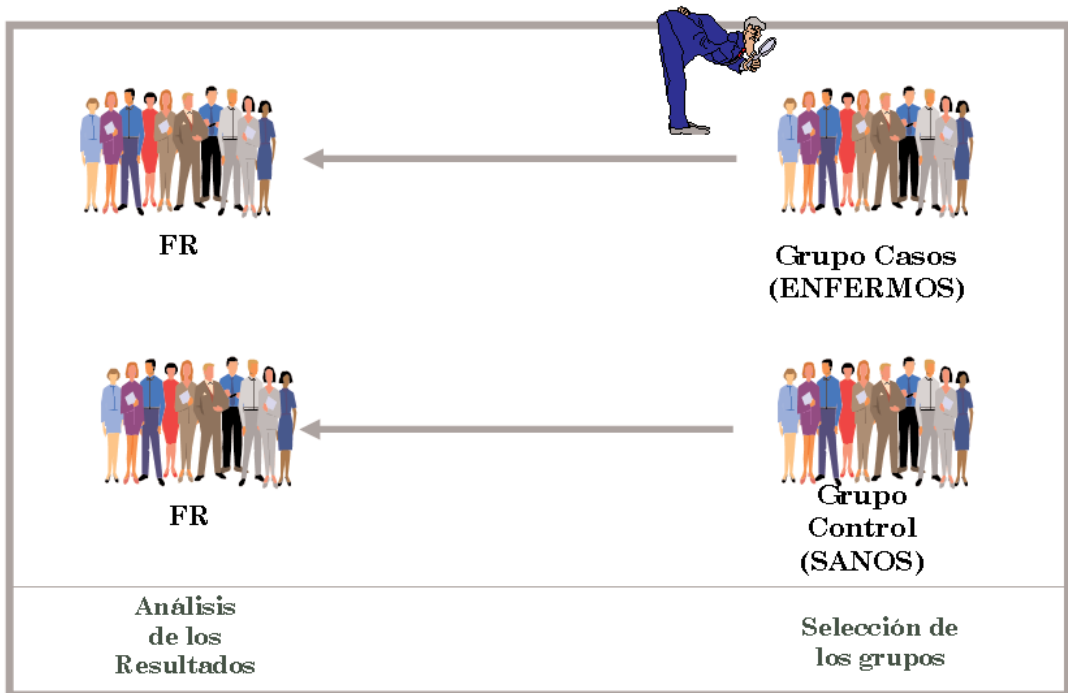 FR
Grupo Casos
(ENFERMOS)
FR
Grupo
Control
(SANOS)
Análisis
de los
Resultados
Selección de
los grupos